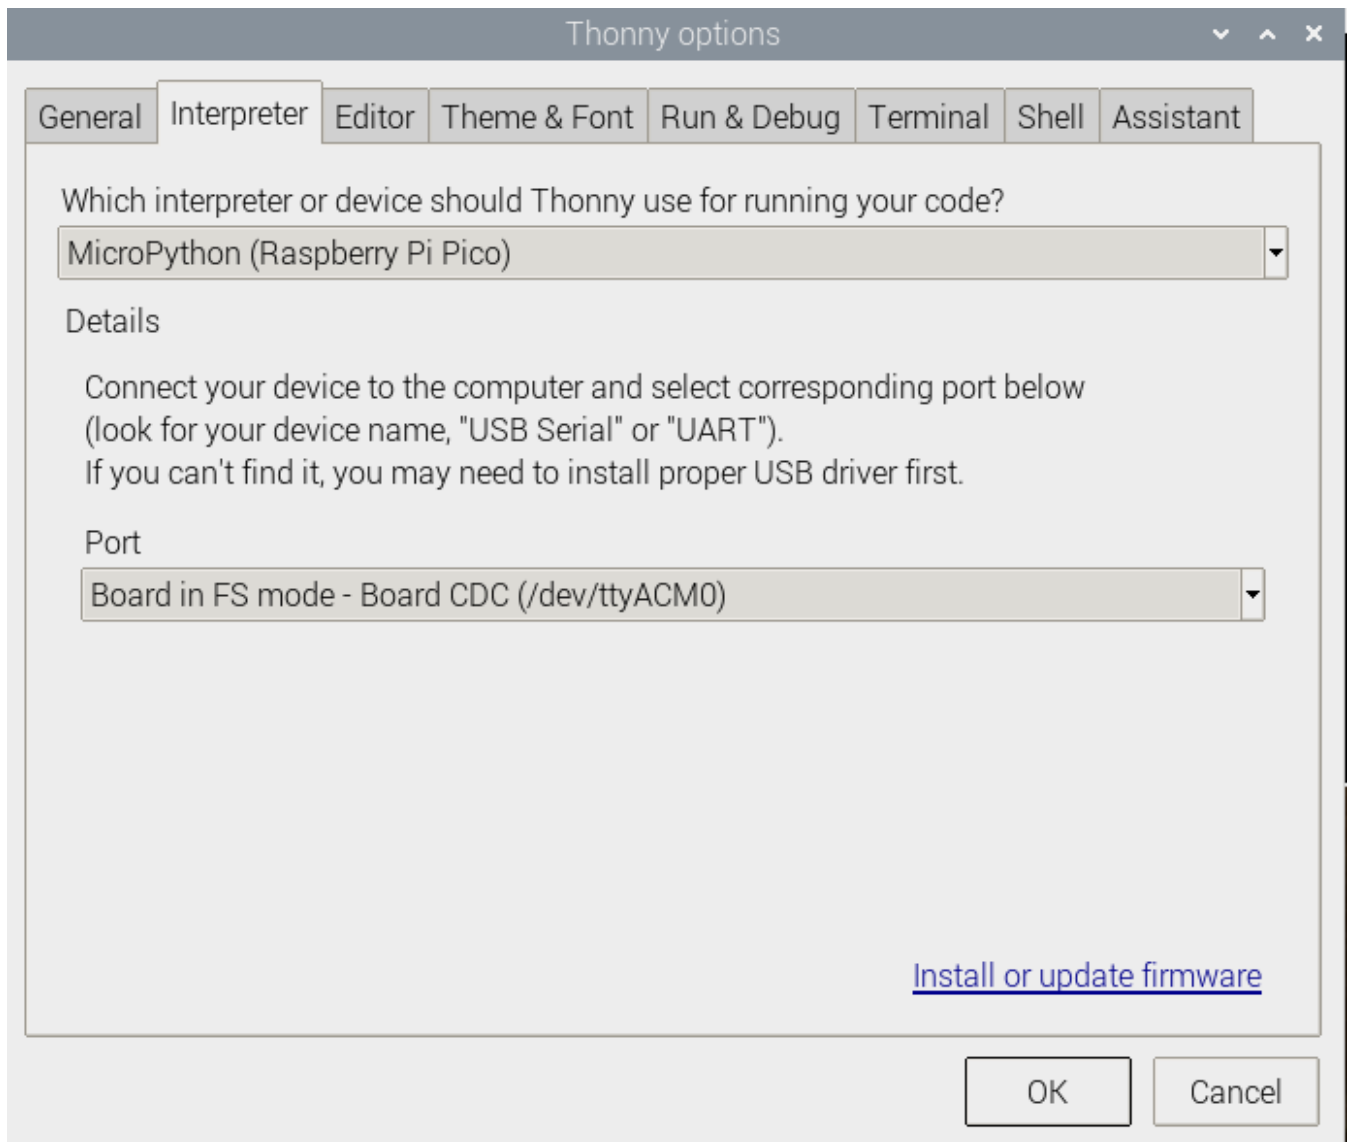 Thonny options
General Interpreter Editor Theme & Font Run & Debug Terminal Shell Assistant
Which interpreter or device should Thonny use for running your code?
MicroPython (Raspberry Pi Pico)
Details
Connect your device to the computer and select corresponding port below
(look for your device name, "USB Serial" or "UART").
If you can't find it, you may need to install proper USB driver first.
Port
Board in FS mode - Board CDC (/dev/ttyACM0)
Install or update firmware
OK Cancel